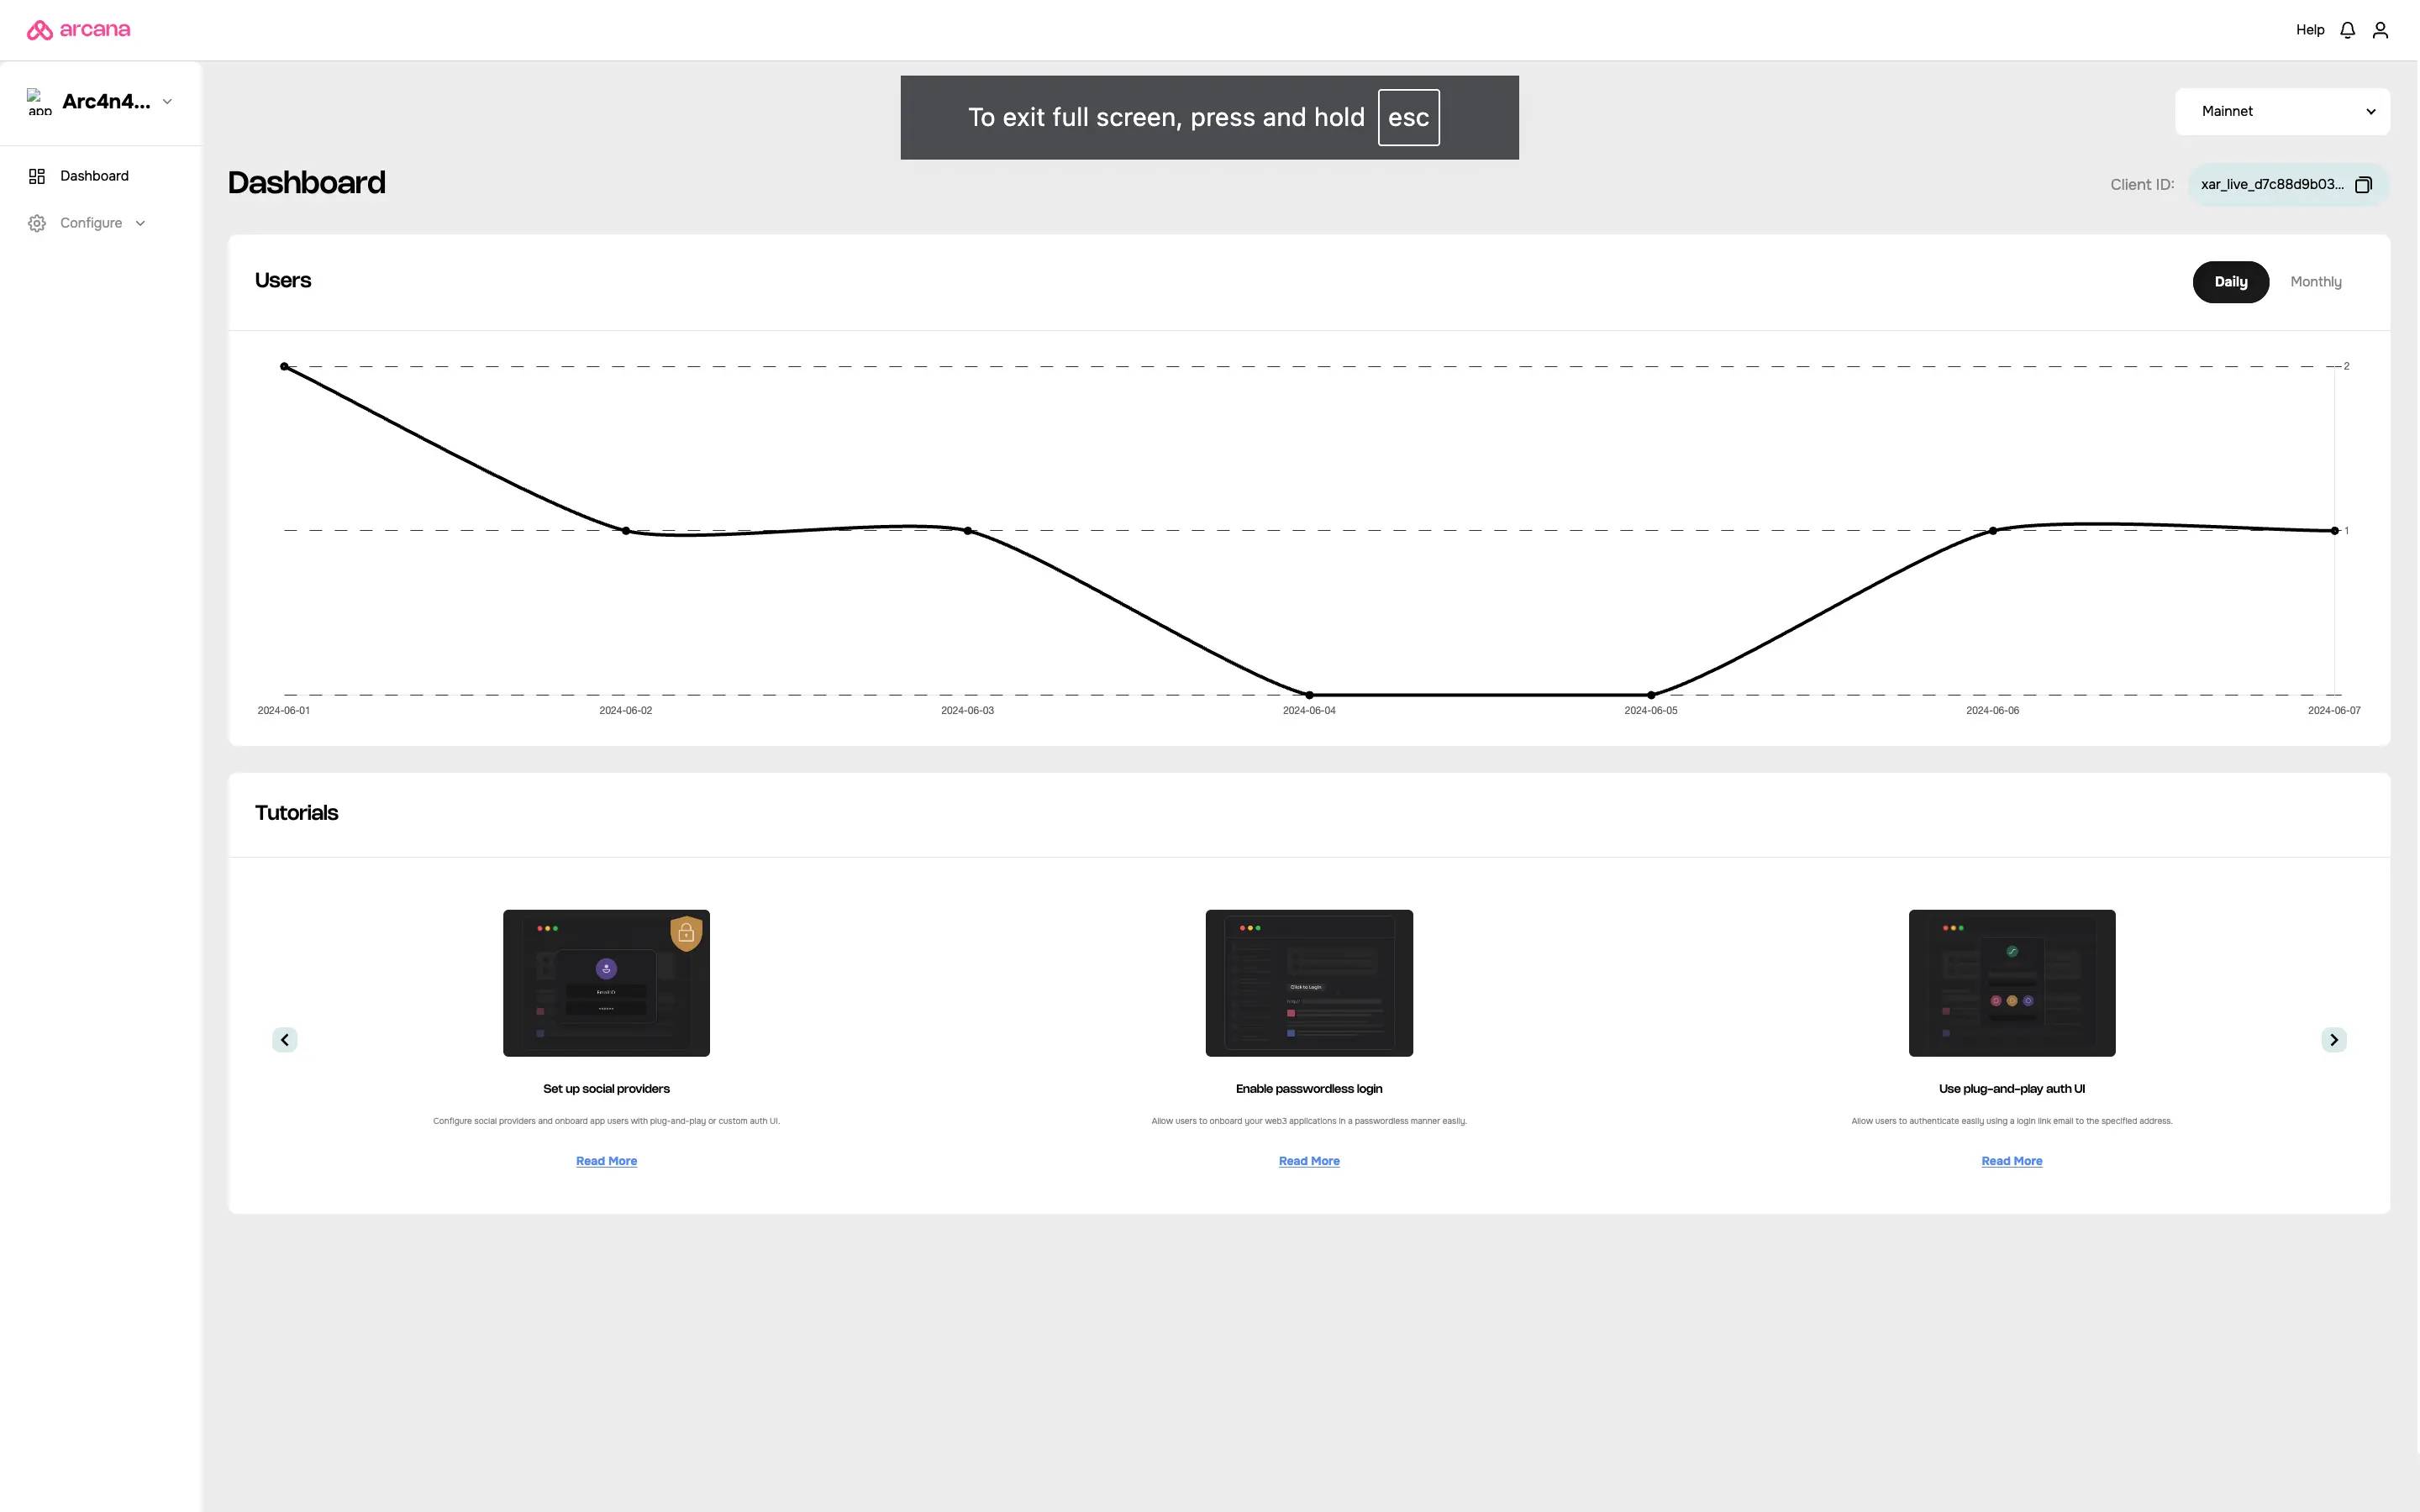 arcana
Help
app
Arc4n4...
To exit full screen, press and hold esc
Mainnet
Dashboard
Configure
Dashboard
Client ID:
xar_live_d7c88d9b03...
Users
Daily
Monthly
2
1
2024-06-01
2024-06-02
2024-06-03
2024-06-04
2024-06-05
2024-06-06
2024-06-07
Tutorials
Click to Login
Set up social providers
Enable passwordless login
Use plug-and-play auth UI
Configure social providers and onboard app users with plug-and-play or custom auth UI.
Allow users to onboard your web3 applications in a passwordless manner easily.
Allow users to authenticate easily using a login link email to the specified address.
Read More
Read More
Read More